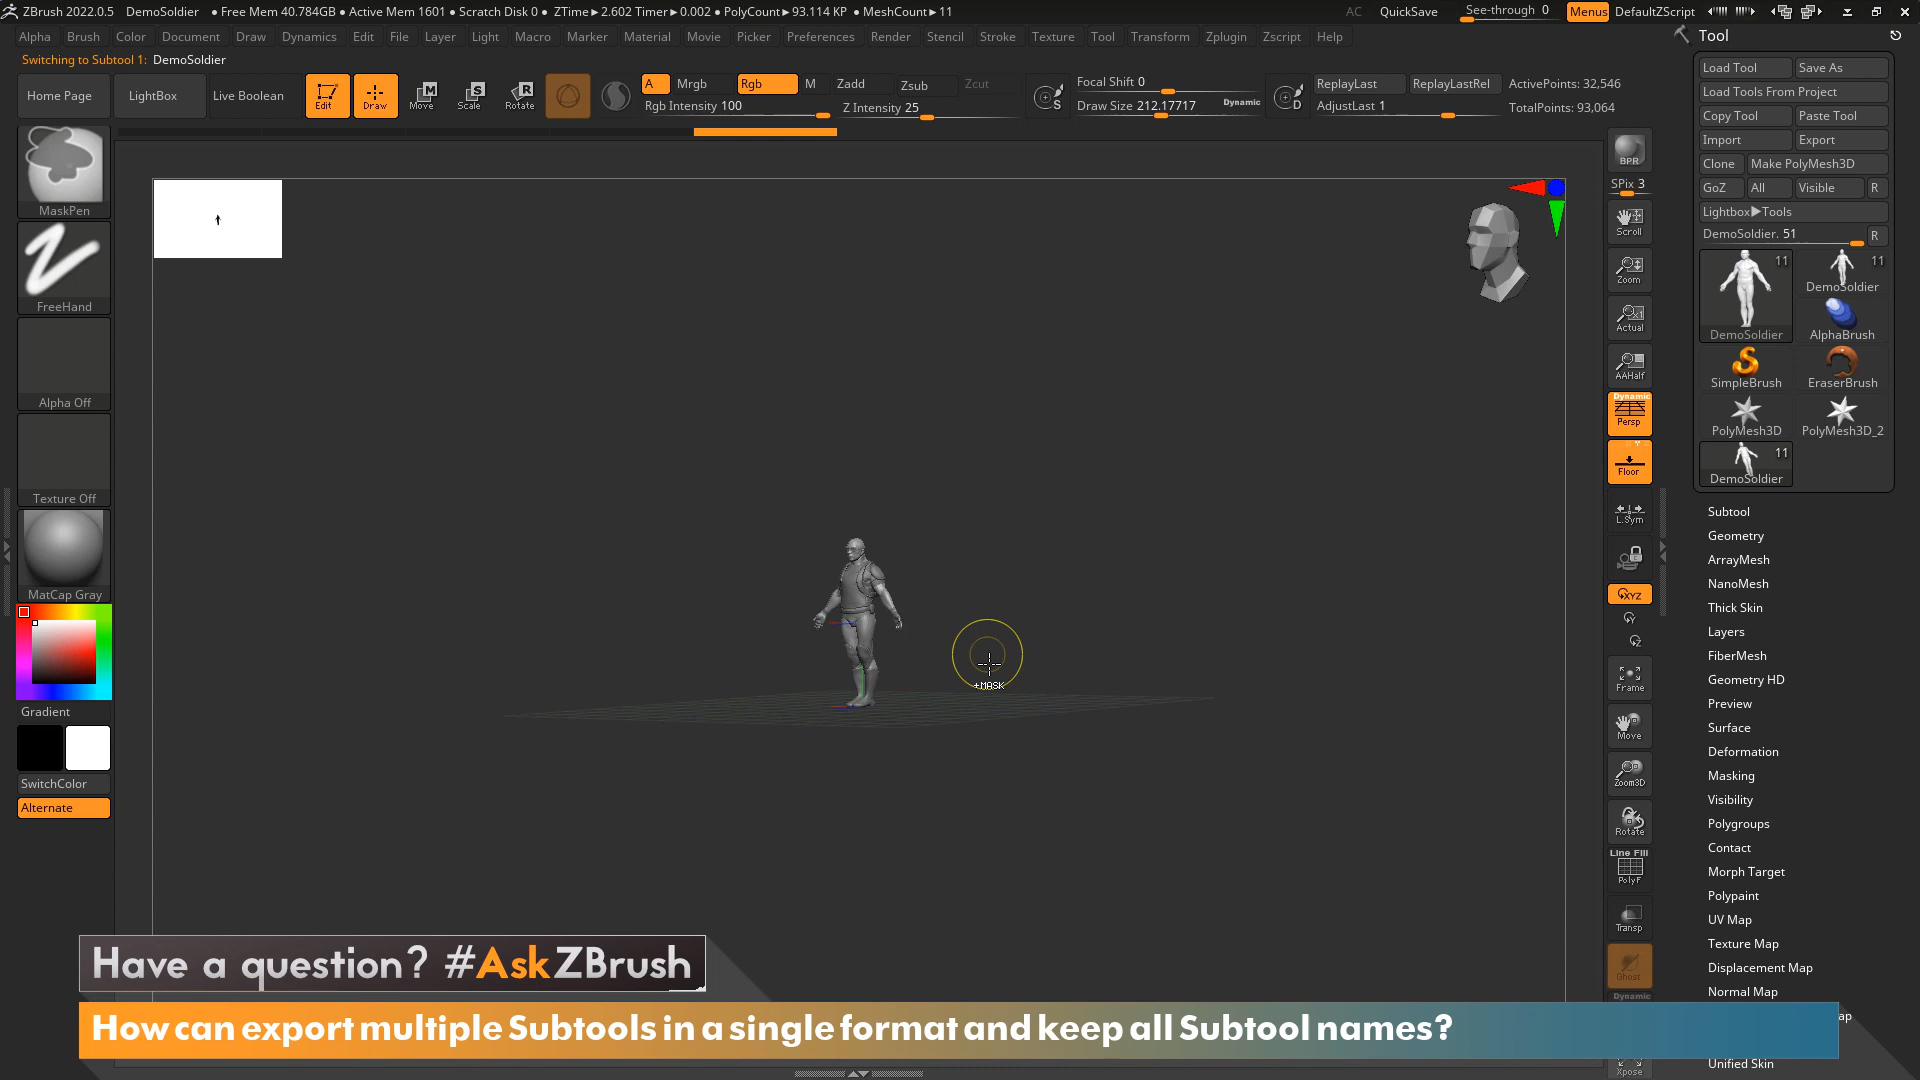 ZBrush 2022.0.5 DemoSoldier ● Free Mem 40.784GB ● Active Mem 1601 ● Scratch Disk 0 ● ZTime►2.602 Timer►0.002 ● PolyCount►93.114 KP ● MeshCount►11 AC QuickSave See-through 0 Menus DefaultZScript
Alpha Brush Color Document Draw Dynamics Edit File Layer Light Macro Marker Material Movie Picker Preferences Render Stencil Stroke Texture Tool Transform Zplugin Zscript Help
Switching to Subtool 1: DemoSoldier
Home Page LightBox Live Boolean Edit Draw Move Scale Rotate
A Mrgb Rgb M Zadd Zsub Zcut
Rgb Intensity 100 Z Intensity 25
S Focal Shift 0
Draw Size 212.17717 Dynamic
D ReplayLast ReplayLastRel
AdjustLast 1
ActivePoints: 32,546
TotalPoints: 93,064
MaskPen
FreeHand
Alpha Off
Texture Off
MatCap Gray
Gradient
SwitchColor
Alternate
+MASK
BPR
SPix 3
Scroll
Zoom
Actual
AAHalf
Dynamic
Persp
Floor
L.Sym
XYZ
Frame
Move
Zoom3D
Rotate
Line Fill
PolyF
Transp
Ghost
Dynamic
Xpose
Tool
Load Tool Save As
Load Tools From Project
Copy Tool Paste Tool
Import Export
Clone Make PolyMesh3D
GoZ All Visible R
Lightbox►Tools
DemoSoldier. 51 R
11 11
DemoSoldier
DemoSoldier AlphaBrush
SimpleBrush EraserBrush
PolyMesh3D PolyMesh3D_2
11
DemoSoldier
Subtool
Geometry
ArrayMesh
NanoMesh
Thick Skin
Layers
FiberMesh
Geometry HD
Preview
Surface
Deformation
Masking
Visibility
Polygroups
Contact
Morph Target
Polypaint
UV Map
Texture Map
Displacement Map
Normal Map
ap
Unified Skin
Have a question? #AskZBrush
How can export multiple Subtools in a single format and keep all Subtool names?